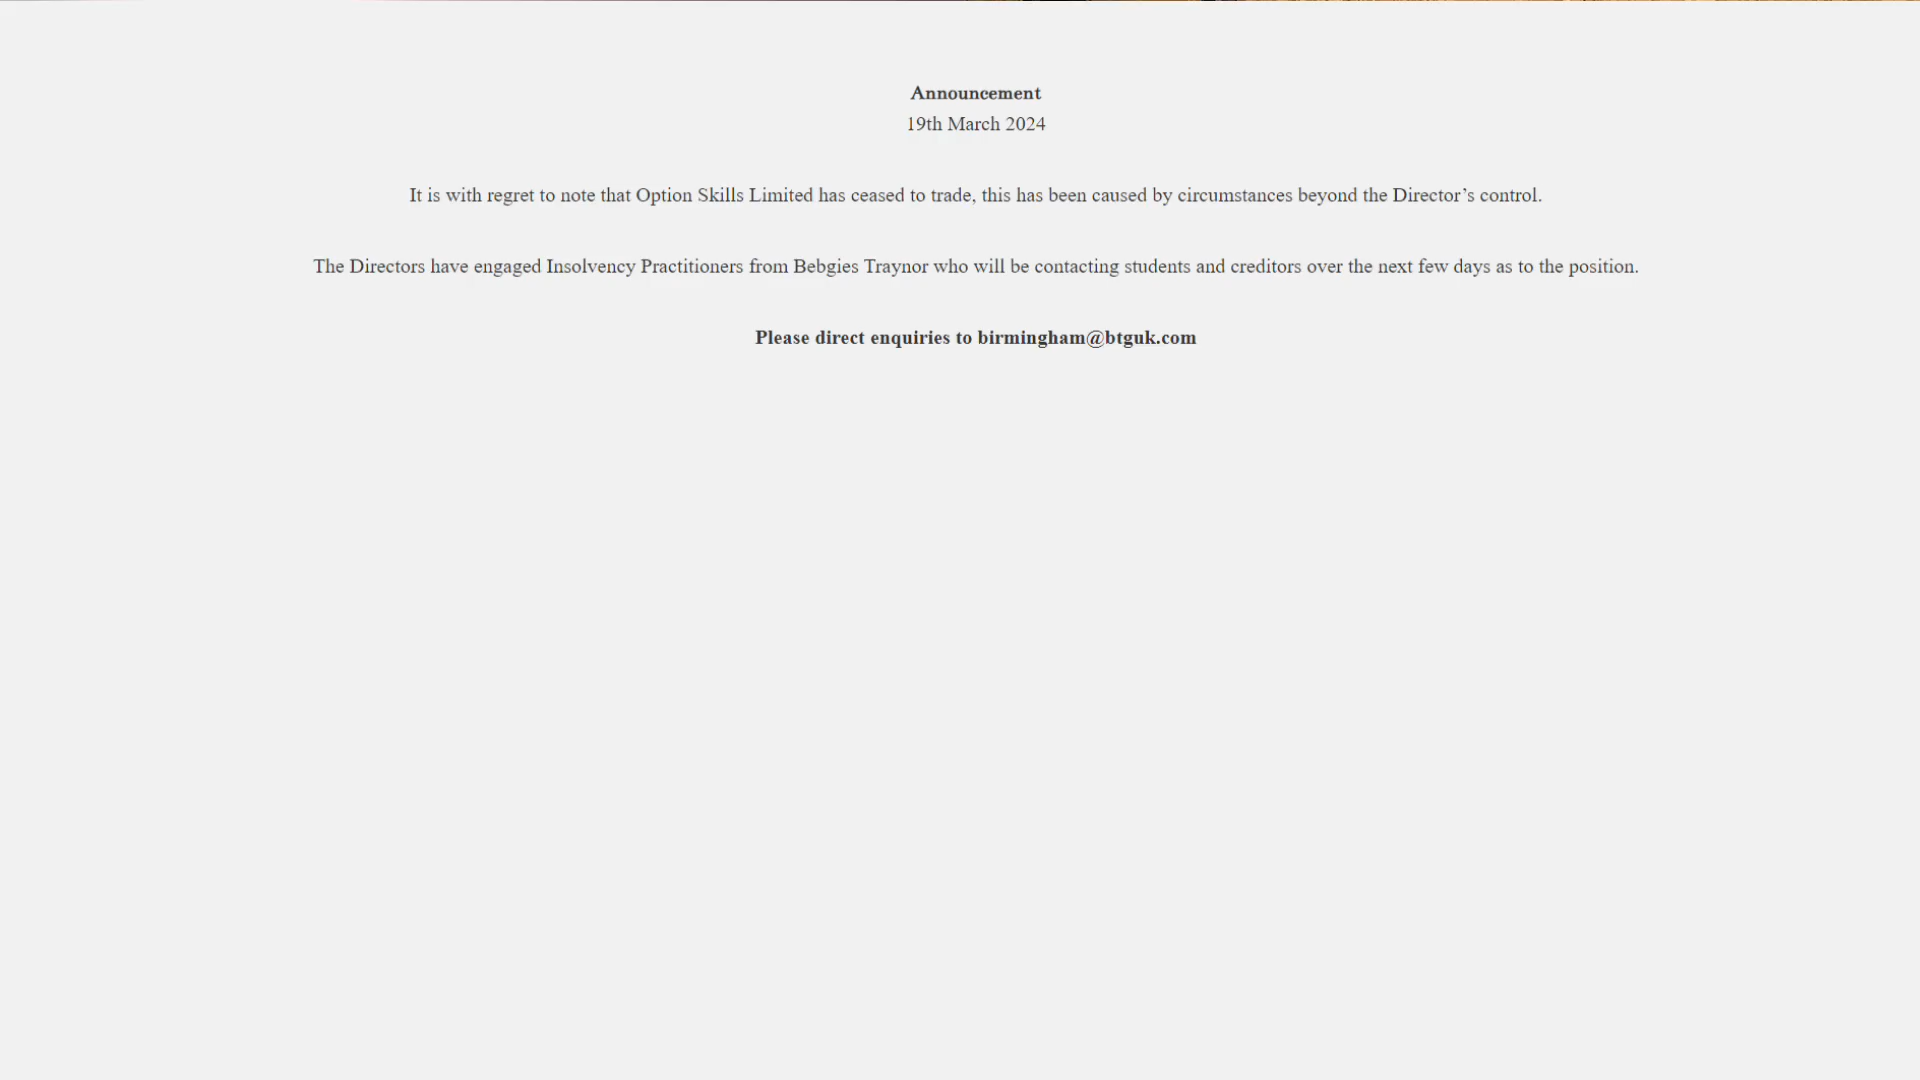 Announcement
19th March 2024
It is with regret to note that Option Skills Limited has ceased to trade, this has been caused by circumstances beyond the Director’s control.
The Directors have engaged Insolvency Practitioners from Bebgies Traynor who will be contacting students and creditors over the next few days as to the position.
Please direct enquiries to birmingham@btguk.com